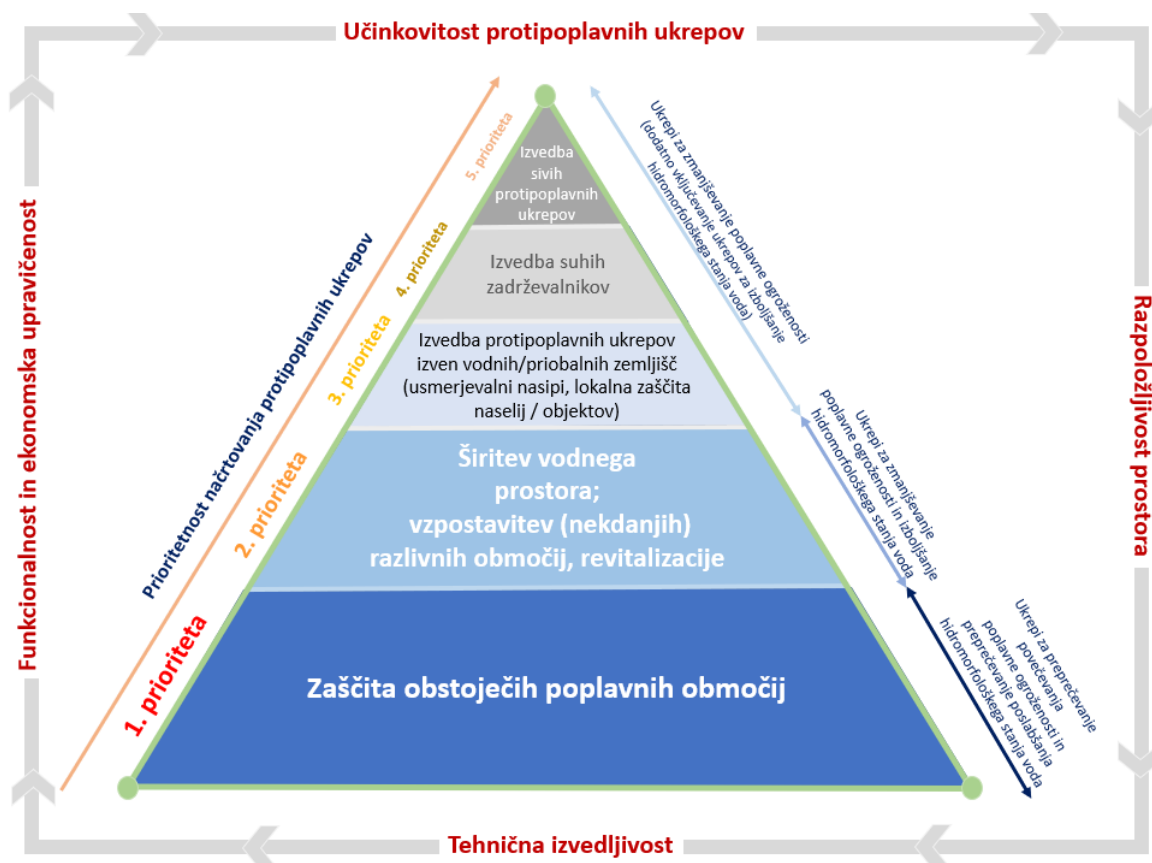 Učinkovitost protipoplavnih ukrepov
Funkcionalnost in ekonomska upravičenost
Prioritetnost načrtovanja protipoplavnih ukrepov
5. prioriteta
4. prioriteta
3. prioriteta
2. prioriteta
1. prioriteta
Izvedba
sivih
protipoplavnih
ukrepov
Izvedba suhih
zadrževalnikov
Izvedba protipoplavnih ukrepov
izven vodnih/priobalnih zemljišč
(usmerjevalni nasipi, lokalna zaščita
naselij / objektov)
Širitev vodnega
prostora;
vzpostavitev (nekdanjih)
razlivnih območij, revitalizacije
Zaščita obstoječih poplavnih območij
Ukrepi za zmanjševanje poplavne ogroženosti
(dodatno vključevanje ukrepov za izboljšanje
hidromorfološkega stanja voda)
Ukrepi za zmanjševanje
poplavne ogroženosti in izboljšanje
hidromorfološkega stanja voda
Ukrepi za preprečevanje
povečevanja
poplavne ogroženosti in
preprečevanje poslabšanja
hidromorfološkega stanja voda
Razpoložljivost prostora
Tehnična izvedljivost